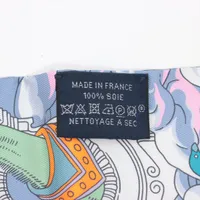 MADE IN FRANCE
100% SOIE
NETTOYAGE A SEC